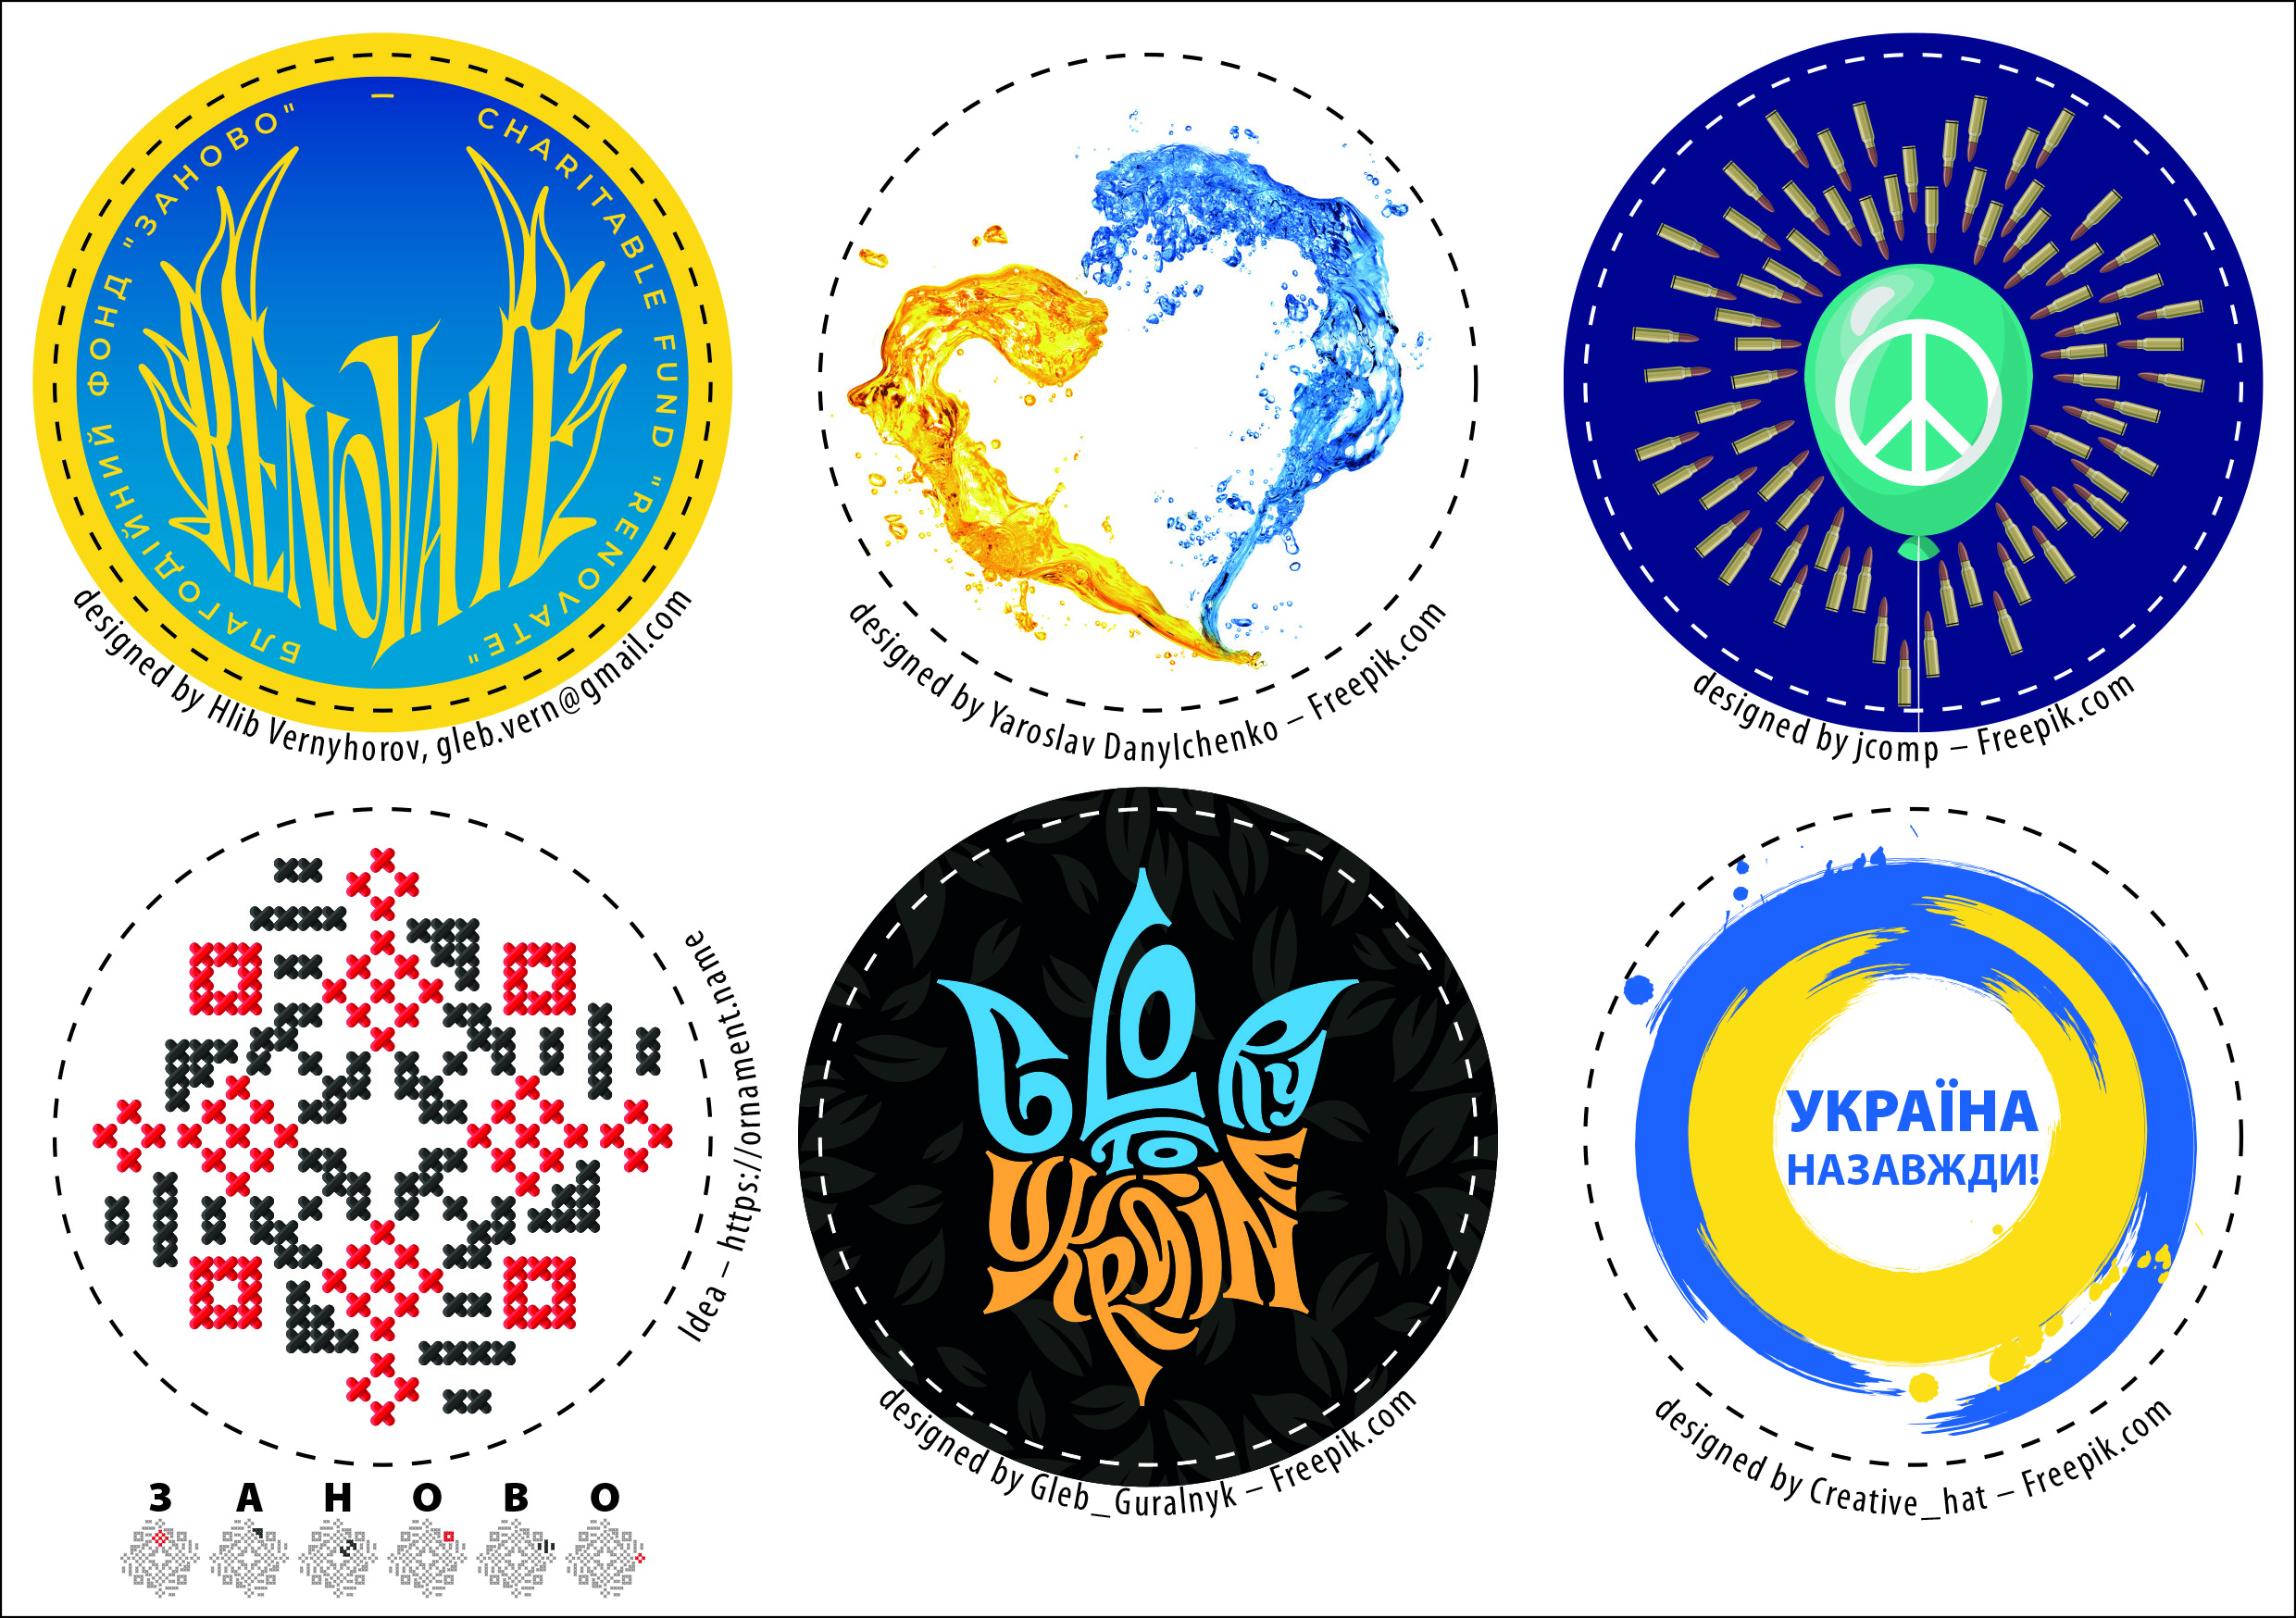 БЛАГОДІЙНИЙ ФОНД "ЗАНОВО" – CHARITABLE FUND "RENOVATE"
RENOVATE
designed by Hlib Vernyhorov, gleb.vern@gmail.com
designed by Yaroslav Danylchenko – Freepik.com
designed by jcomp – Freepik.com
Idea – https://ornament.name
З А Н О В О
GLORY
TO
UKRAINE
designed by Gleb_Guralnyk – Freepik.com
УКРАЇНА
НАЗАВЖДИ!
designed by Creative_hat – Freepik.com